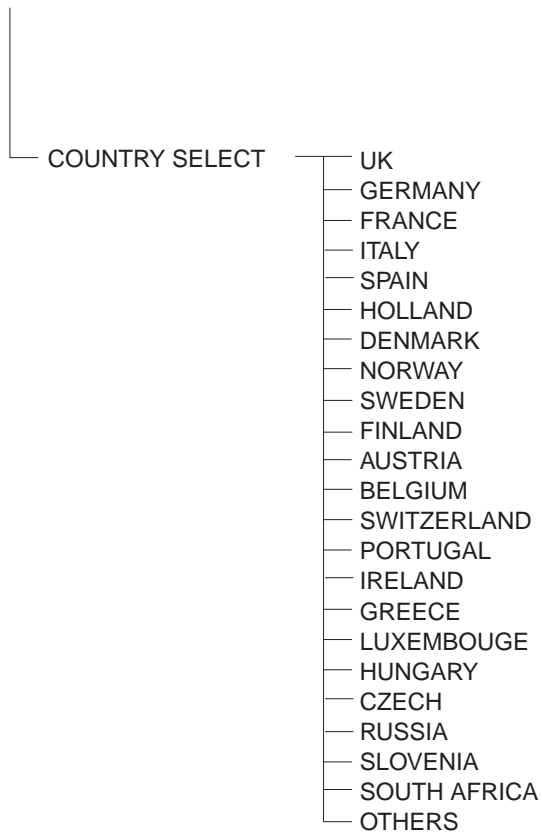 COUNTRY SELECT
UK
GERMANY
FRANCE
ITALY
SPAIN
HOLLAND
DENMARK
NORWAY
SWEDEN
FINLAND
AUSTRIA
BELGIUM
SWITZERLAND
PORTUGAL
IRELAND
GREECE
LUXEMBOUGE
HUNGARY
CZECH
RUSSIA
SLOVENIA
SOUTH AFRICA
OTHERS